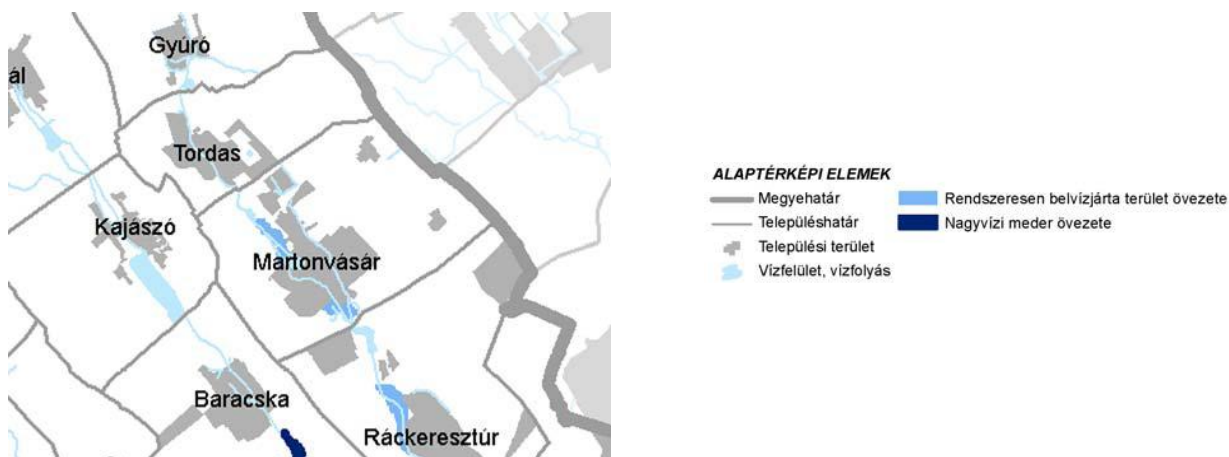 Gyúró
ál
Tordas
Kajászó
Martonvásár
Baracska
Ráckeresztúr
ALAPTÉRKÉPI ELEMEK
Megyehatár
Településhatár
Települési terület
Vízfelület, vízfolyás
Rendszeresen belvízjárta terület övezete
Nagyvízi meder övezete